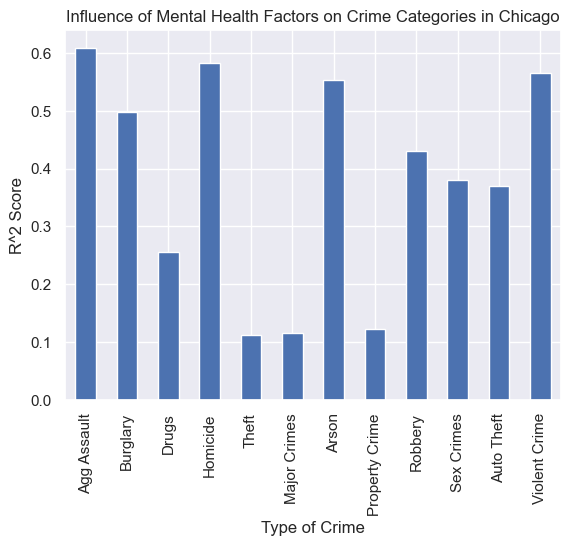 Influence of Mental Health Factors on Crime Categories in Chicago
R^2 Score
0.6
0.5
0.4
0.3
0.2
0.1
0.0
Agg Assault
Burglary
Drugs
Homicide
Theft
Major Crimes
Arson
Property Crime
Robbery
Sex Crimes
Auto Theft
Violent Crime
Type of Crime